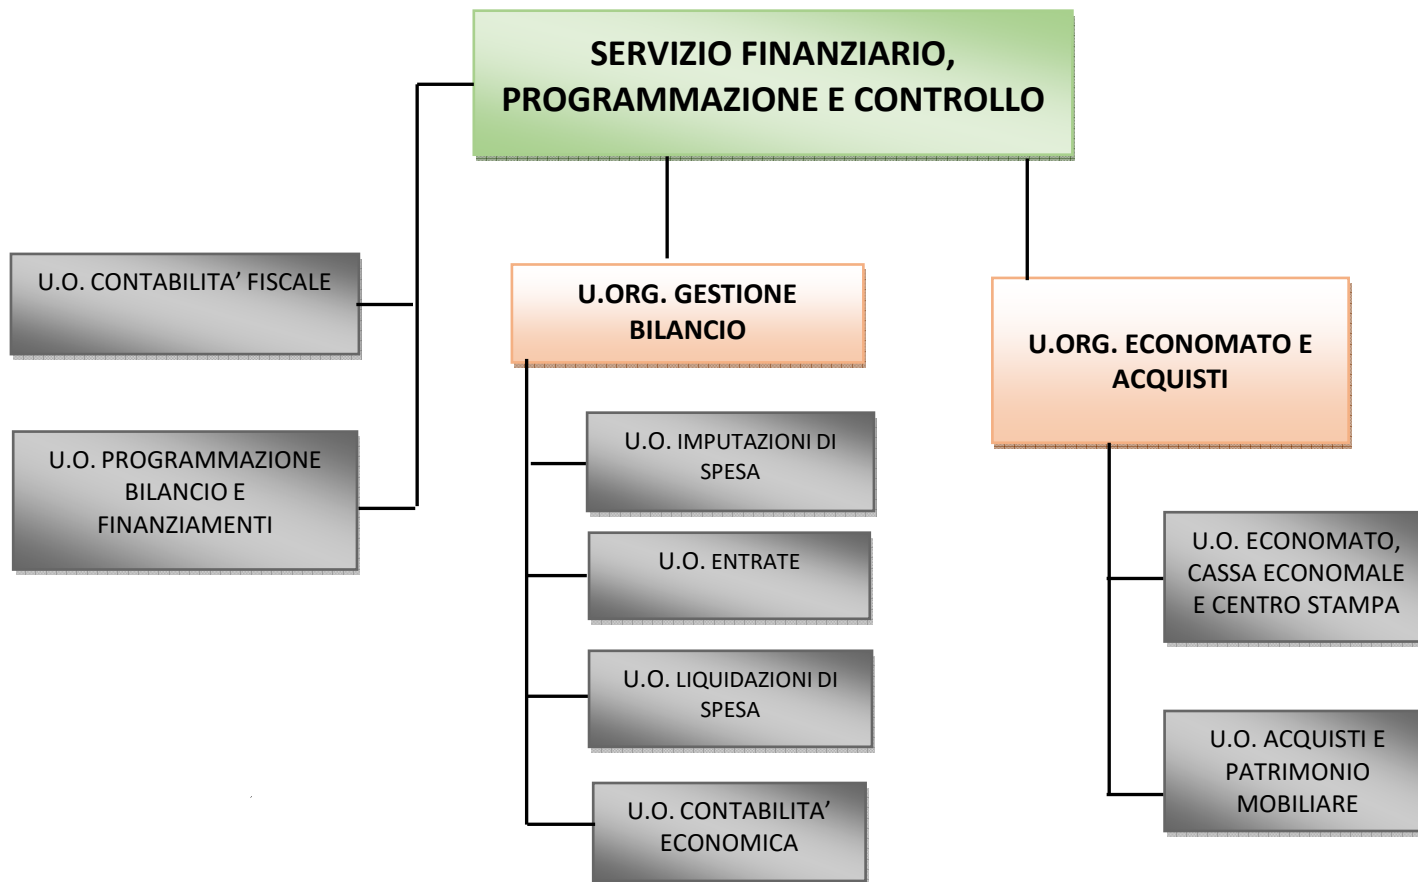 SERVIZIO FINANZIARIO,
PROGRAMMAZIONE E CONTROLLO
U.O. CONTABILITA’ FISCALE
U.O. PROGRAMMAZIONE
BILANCIO E
FINANZIAMENTI
U.ORG. GESTIONE
BILANCIO
U.O. IMPUTAZIONI DI
SPESA
U.O. ENTRATE
U.O. LIQUIDAZIONI DI
SPESA
U.O. CONTABILITA’
ECONOMICA
U.ORG. ECONOMATO E
ACQUISTI
U.O. ECONOMATO,
CASSA ECONOMALE
E CENTRO STAMPA
U.O. ACQUISTI E
PATRIMONIO
MOBILIARE